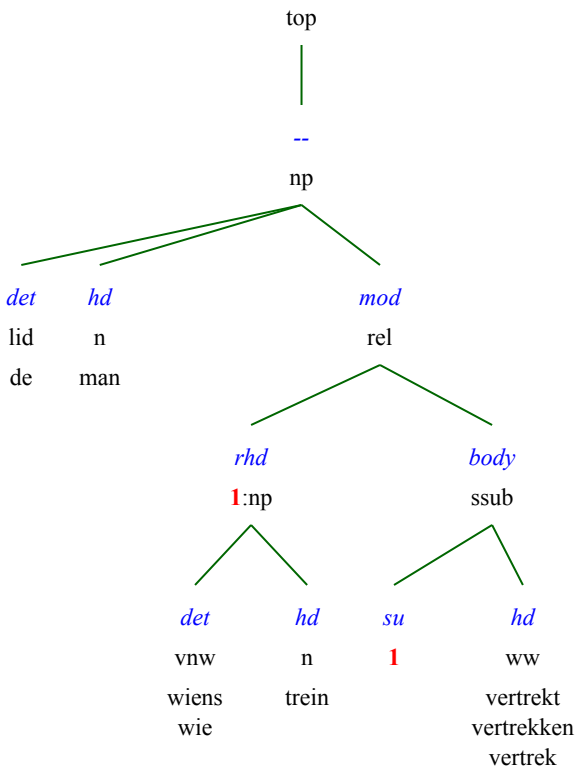 top
--
np
det hd mod
lid n rel
de man
rhd body
1:np ssub
det hd su hd
vnw n 1 ww
wiens trein vertrekt
wie vertrekken
vertrek